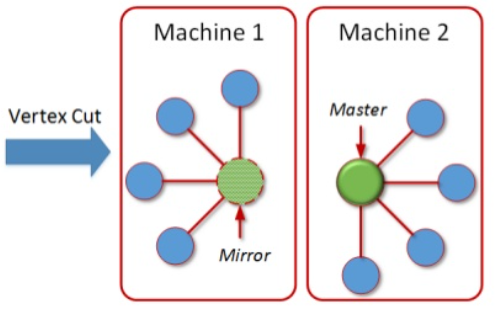 Machine 1
Machine 2
Vertex Cut
Master
Mirror